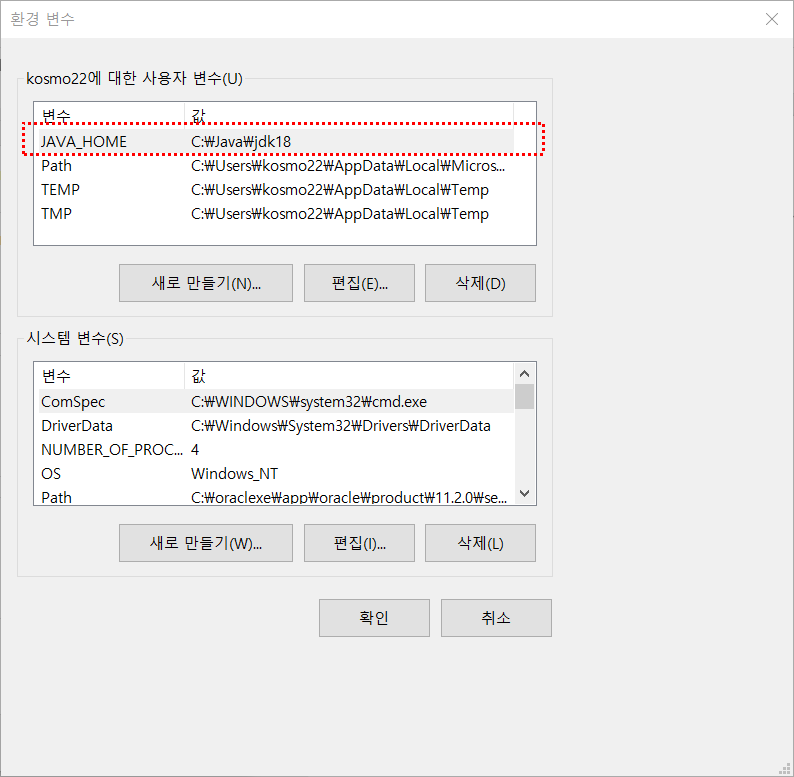 환경 변수
kosmo22에 대한 사용자 변수(U)
변수 값
JAVA_HOME C:₩Java₩jdk18
Path C:₩Users₩kosmo22₩AppData₩Local₩Micros...
TEMP C:₩Users₩kosmo22₩AppData₩Local₩Temp
TMP C:₩Users₩kosmo22₩AppData₩Local₩Temp
새로 만들기(N)... 편집(E)... 삭제(D)
시스템 변수(S)
변수 값
ComSpec C:₩WINDOWS₩system32₩cmd.exe
DriverData C:₩Windows₩System32₩Drivers₩DriverData
NUMBER_OF_PROC... 4
OS Windows_NT
Path C:₩oraclexe₩app₩oracle₩product₩11.2.0₩se...
새로 만들기(W)... 편집(I)... 삭제(L)
확인 취소